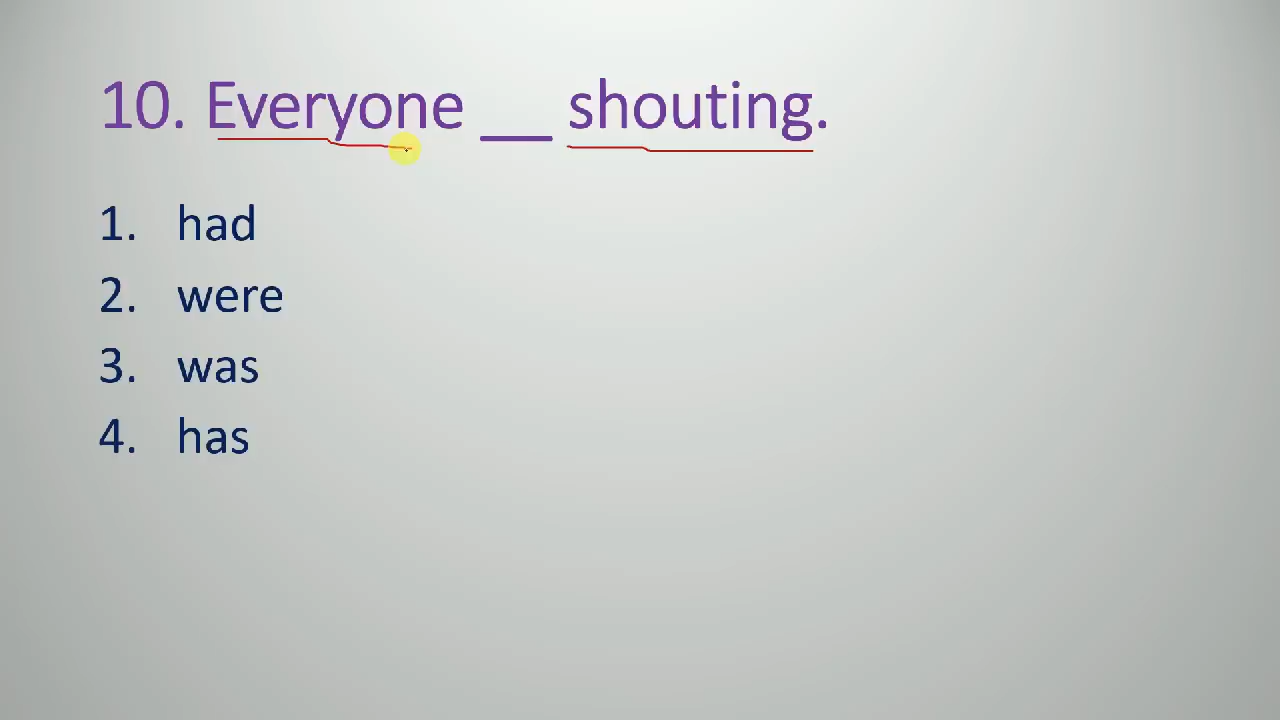 10. Everyone __ shouting.
1. had
2. were
3. was
4. has